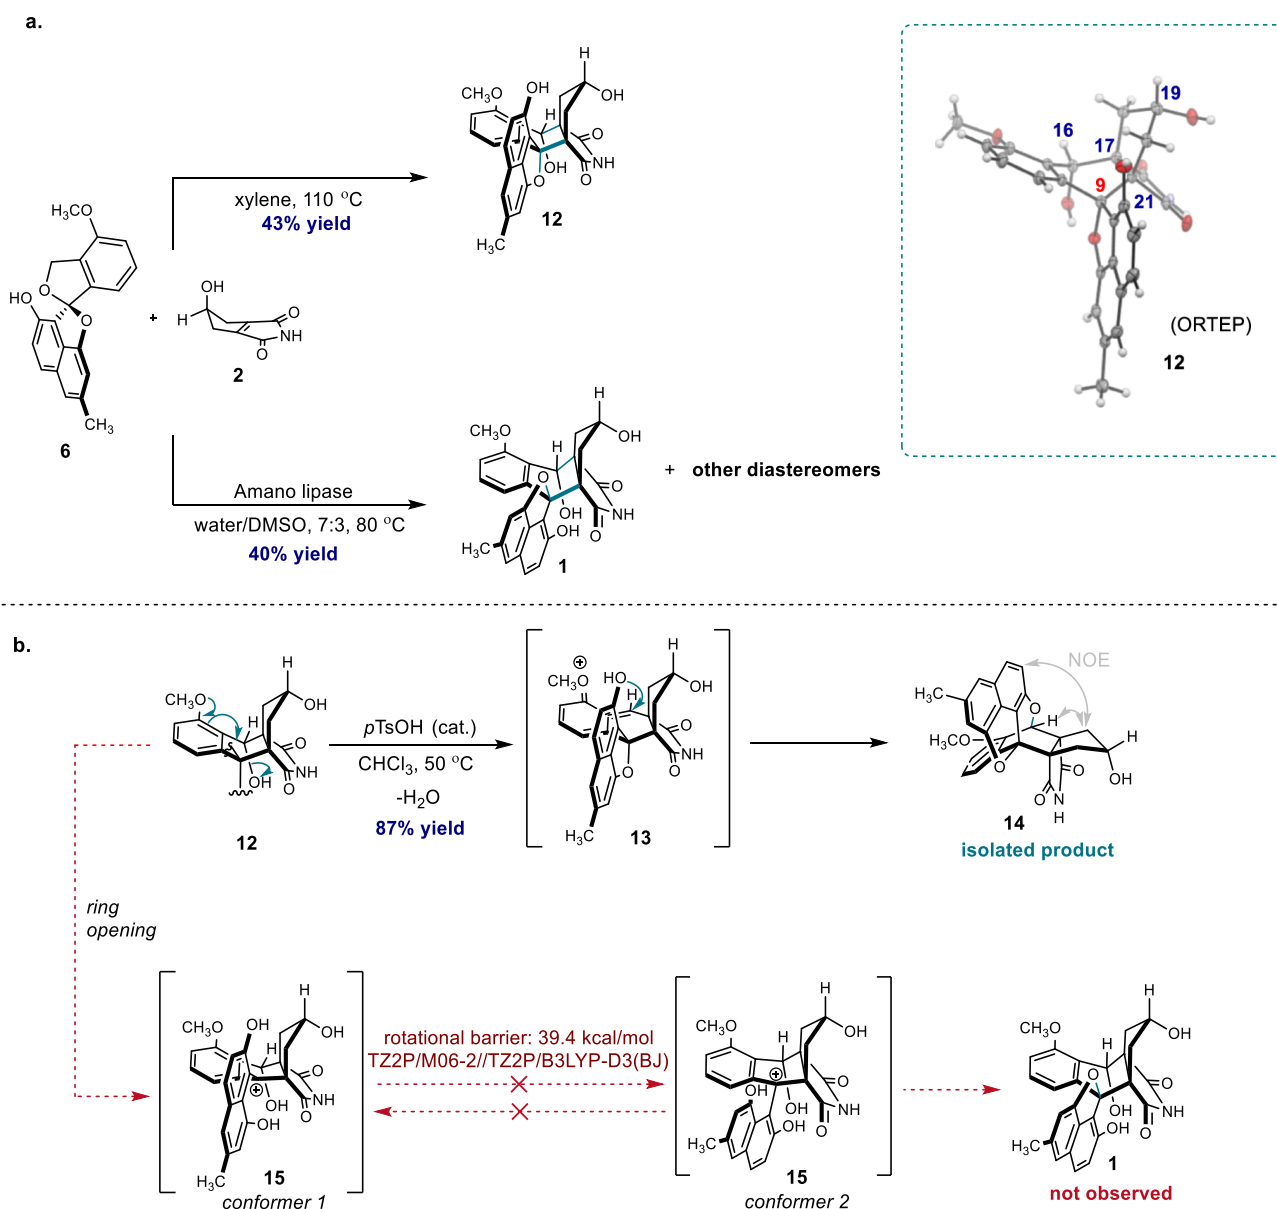 a.
CH₃O
OH
H
OH
H
O
NH
O
OH
O
H₃C
12
xylene, 110 °C
43% yield
CH₃O
O
HO
O
CH₃
6
+
OH
H
O
NH
O
2
Amano lipase
water/DMSO, 7:3, 80 °C
40% yield
H
OH
CH₃O
H
O
O
NH
O
OH
OH
H₃C
1
+ other diastereomers
19
16
17
9
21
(ORTEP)
12
b.
H
OH
CH₃O
H
O
NH
O
OH
12
pTsOH (cat.)
CHCl₃, 50 °C
-H₂O
87% yield
⊕
CH₃O
HO
H
H
OH
O
NH
O
O
H₃C
13
NOE
H₃C
O
H
CH₃O
O
H
OH
O
O
N
H
14
isolated product
ring
opening
H
OH
OH
CH₃O
H
⊕
O
NH
O
OH
OH
H₃C
15
conformer 1
rotational barrier: 39.4 kcal/mol
TZ2P/M06-2//TZ2P/B3LYP-D3(BJ)
H
OH
CH₃O
H
⊕
O
NH
O
OH
OH
OH
H₃C
15
conformer 2
H
OH
CH₃O
H
O
O
NH
O
OH
OH
H₃C
1
not observed